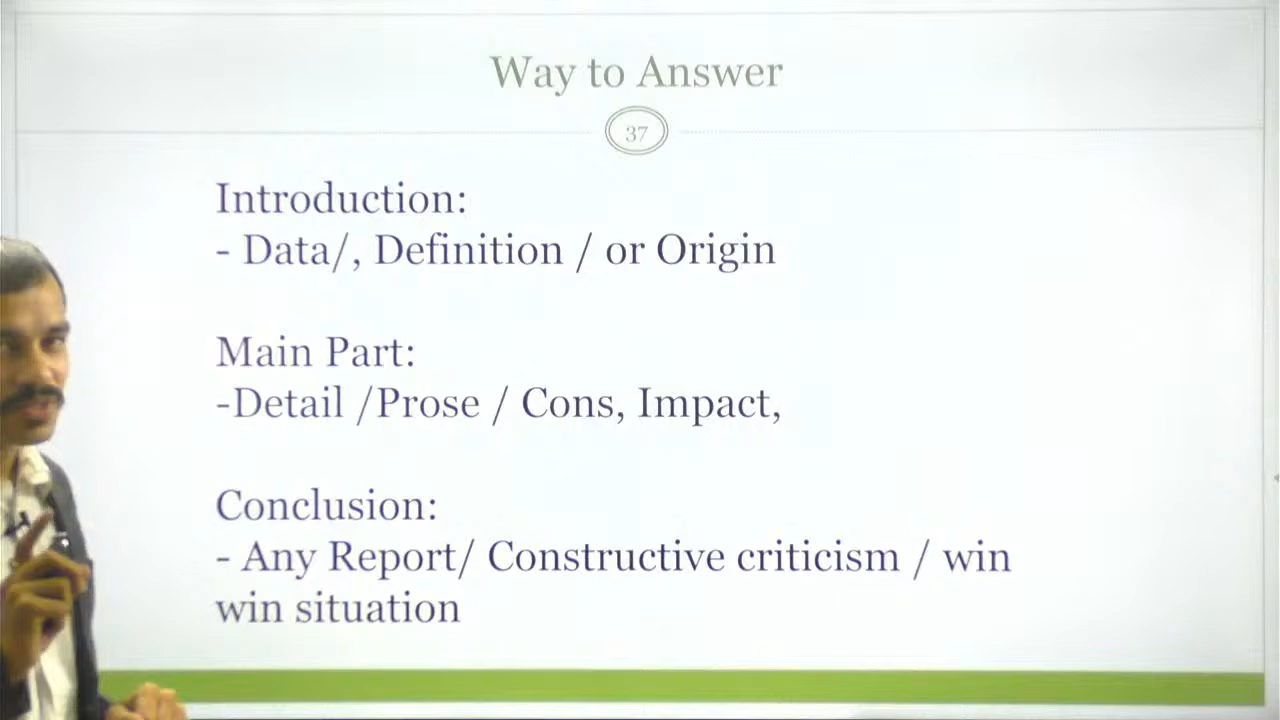 Way to Answer
37
Introduction:
- Data/, Definition / or Origin
Main Part:
-Detail /Prose / Cons, Impact,
Conclusion:
- Any Report/ Constructive criticism / win
win situation